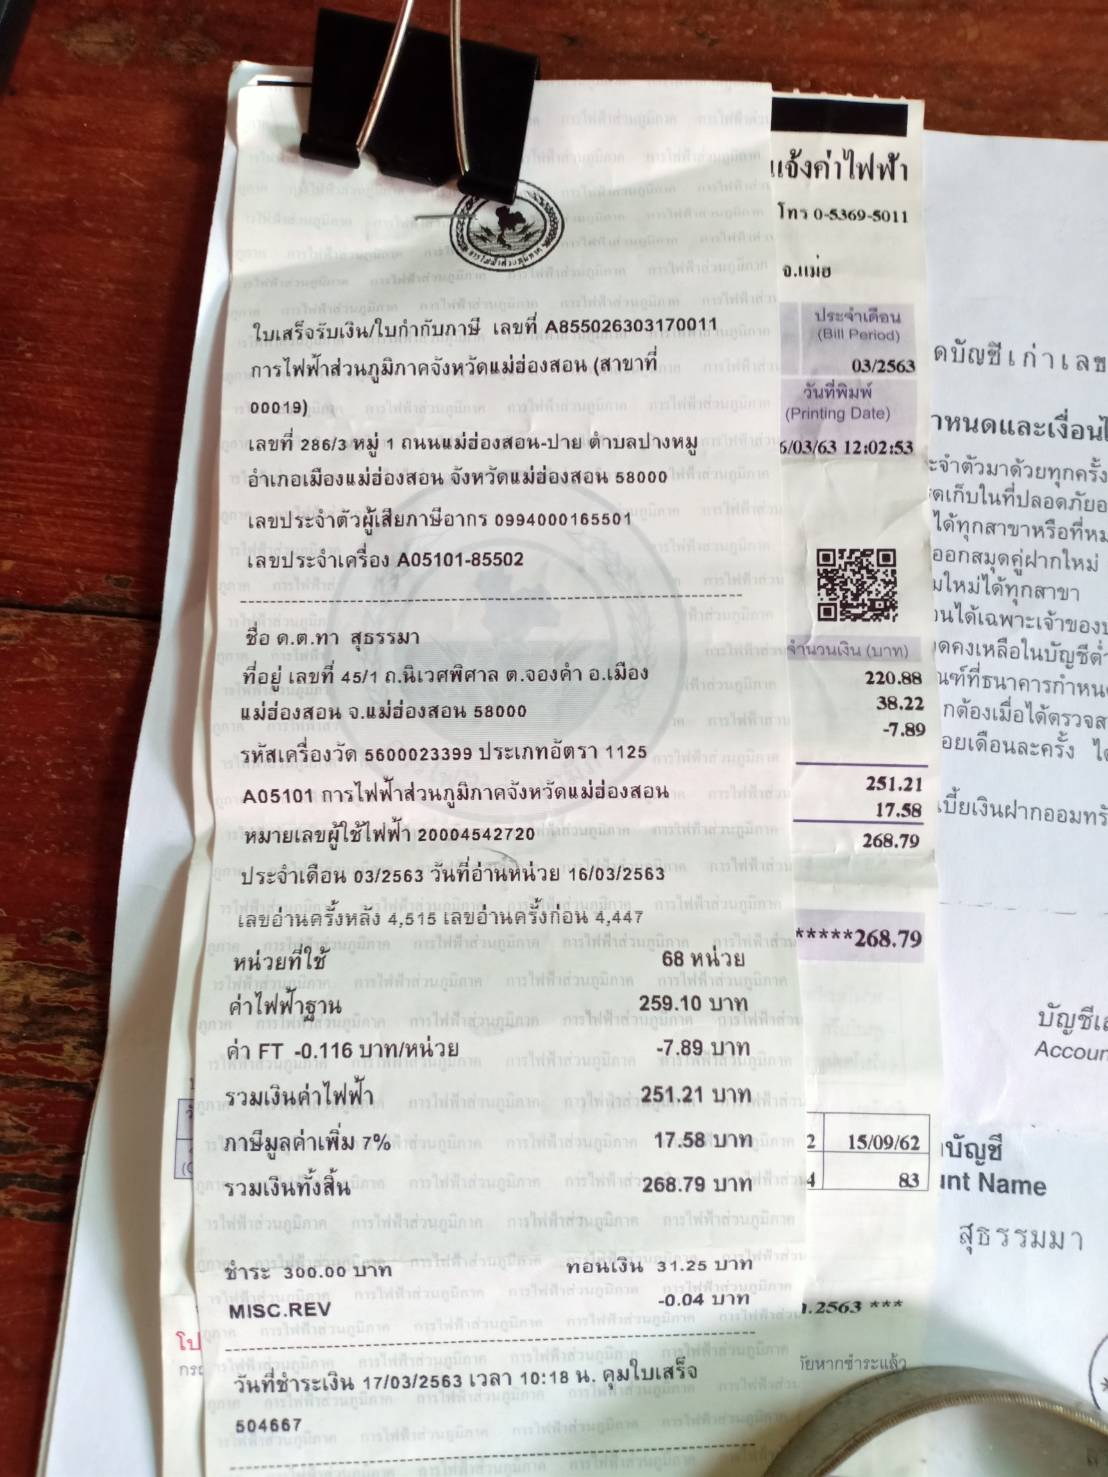 ใบเสร็จรับเงิน/ใบกำกับภาษี เลขที่ A855026303170011
การไฟฟ้าส่วนภูมิภาคจังหวัดแม่ฮ่องสอน (สาขาที่
00019)
เลขที่ 286/3 หมู่ 1 ถนนแม่ฮ่องสอน-ปาย ตำบลปางหมู
อำเภอเมืองแม่ฮ่องสอน จังหวัดแม่ฮ่องสอน 58000
เลขประจำตัวผู้เสียภาษีอากร 0994000165501
เลขประจำเครื่อง A05101-85502
ชื่อ ด.ต.ทา สุธรรมา
ที่อยู่ เลขที่ 45/1 ถ.นิเวศพิศาล ต.จองคำ อ.เมือง
แม่ฮ่องสอน จ.แม่ฮ่องสอน 58000
รหัสเครื่องวัด 5600023399 ประเภทอัตรา 1125
A05101 การไฟฟ้าส่วนภูมิภาคจังหวัดแม่ฮ่องสอน
หมายเลขผู้ใช้ไฟฟ้า 20004542720
ประจำเดือน 03/2563 วันที่อ่านหน่วย 16/03/2563
เลขอ่านครั้งหลัง 4,515 เลขอ่านครั้งก่อน 4,447
หน่วยที่ใช้ 68 หน่วย
ค่าไฟฟ้าฐาน 259.10 บาท
ค่า FT -0.116 บาท/หน่วย -7.89 บาท
รวมเงินค่าไฟฟ้า 251.21 บาท
ภาษีมูลค่าเพิ่ม 7% 17.58 บาท
รวมเงินทั้งสิ้น 268.79 บาท
ชำระ 300.00 บาท ทอนเงิน 31.25 บาท
MISC.REV -0.04 บาท
วันที่ชำระเงิน 17/03/2563 เวลา 10:18 น. คุมใบเสร็จ
504667
แจ้งค่าไฟฟ้า
โทร 0-5369-5011
จ.แม่ฮ
ประจำเดือน
(Bill Period)
03/2563
วันที่พิมพ์
(Printing Date)
6/03/63 12:02:53
จำนวนเงิน (บาท)
220.88
38.22
-7.89
251.21
17.58
268.79
*****268.79
2 15/09/62
4 83
.2563 ***
ภัยหากชำระแล้ว
โป
ดบัญชีเก่าเลข
ำหนดและเงื่อนไ
ะจำตัวมาด้วยทุกครั้ง
ดเก็บในที่ปลอดภัยอ
ได้ทุกสาขาหรือที่หม
ออกสมุดคู่ฝากใหม่
มใหม่ได้ทุกสาขา
วนได้เฉพาะเจ้าของบ
ดคงเหลือในบัญชีต่ำ
ณฑ์ที่ธนาคารกำหน
กต้องเมื่อได้ตรวจส
อยเดือนละครั้ง ได
เบี้ยเงินฝากออมทรั
บัญชีเ
Accoun
บัญชี
unt Name
สุธรรมมา